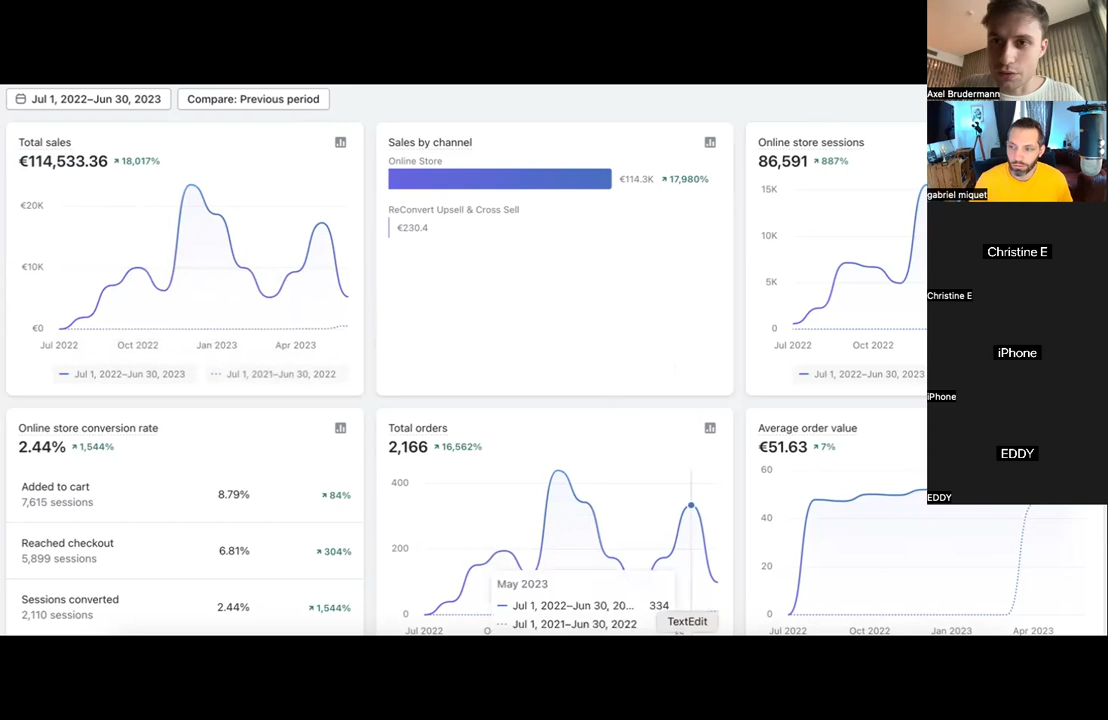 Jul 1, 2022–Jun 30, 2023
Compare: Previous period
Total sales
€114,533.36 ↗ 18,017%
€20K
€10K
€0
Jul 2022 Oct 2022 Jan 2023 Apr 2023
Jul 1, 2022–Jun 30, 2023 Jul 1, 2021–Jun 30, 2022
Sales by channel
Online Store
€114.3K ↗ 17,980%
ReConvert Upsell & Cross Sell
€230.4
Online store sessions
86,591 ↗ 887%
15K
10K
5K
0
Jul 2022 Oct 2022
Jul 1, 2022–Jun 30, 2023
Online store conversion rate
2.44% ↗ 1,544%
Added to cart
7,615 sessions
8.79% ↗ 84%
Reached checkout
5,899 sessions
6.81% ↗ 304%
Sessions converted
2,110 sessions
2.44% ↗ 1,544%
Total orders
2,166 ↗ 16,562%
400
200
0
Jul 2022 O
May 2023
Jul 1, 2022–Jun 30, 20... 334
Jul 1, 2021–Jun 30, 2022
TextEdit
Average order value
€51.63 ↗ 7%
60
40
20
0
Jul 2022 Oct 2022 Jan 2023 Apr 2023
Axel Brudermann
gabriel miquet
Christine E
Christine E
iPhone
iPhone
EDDY
EDDY